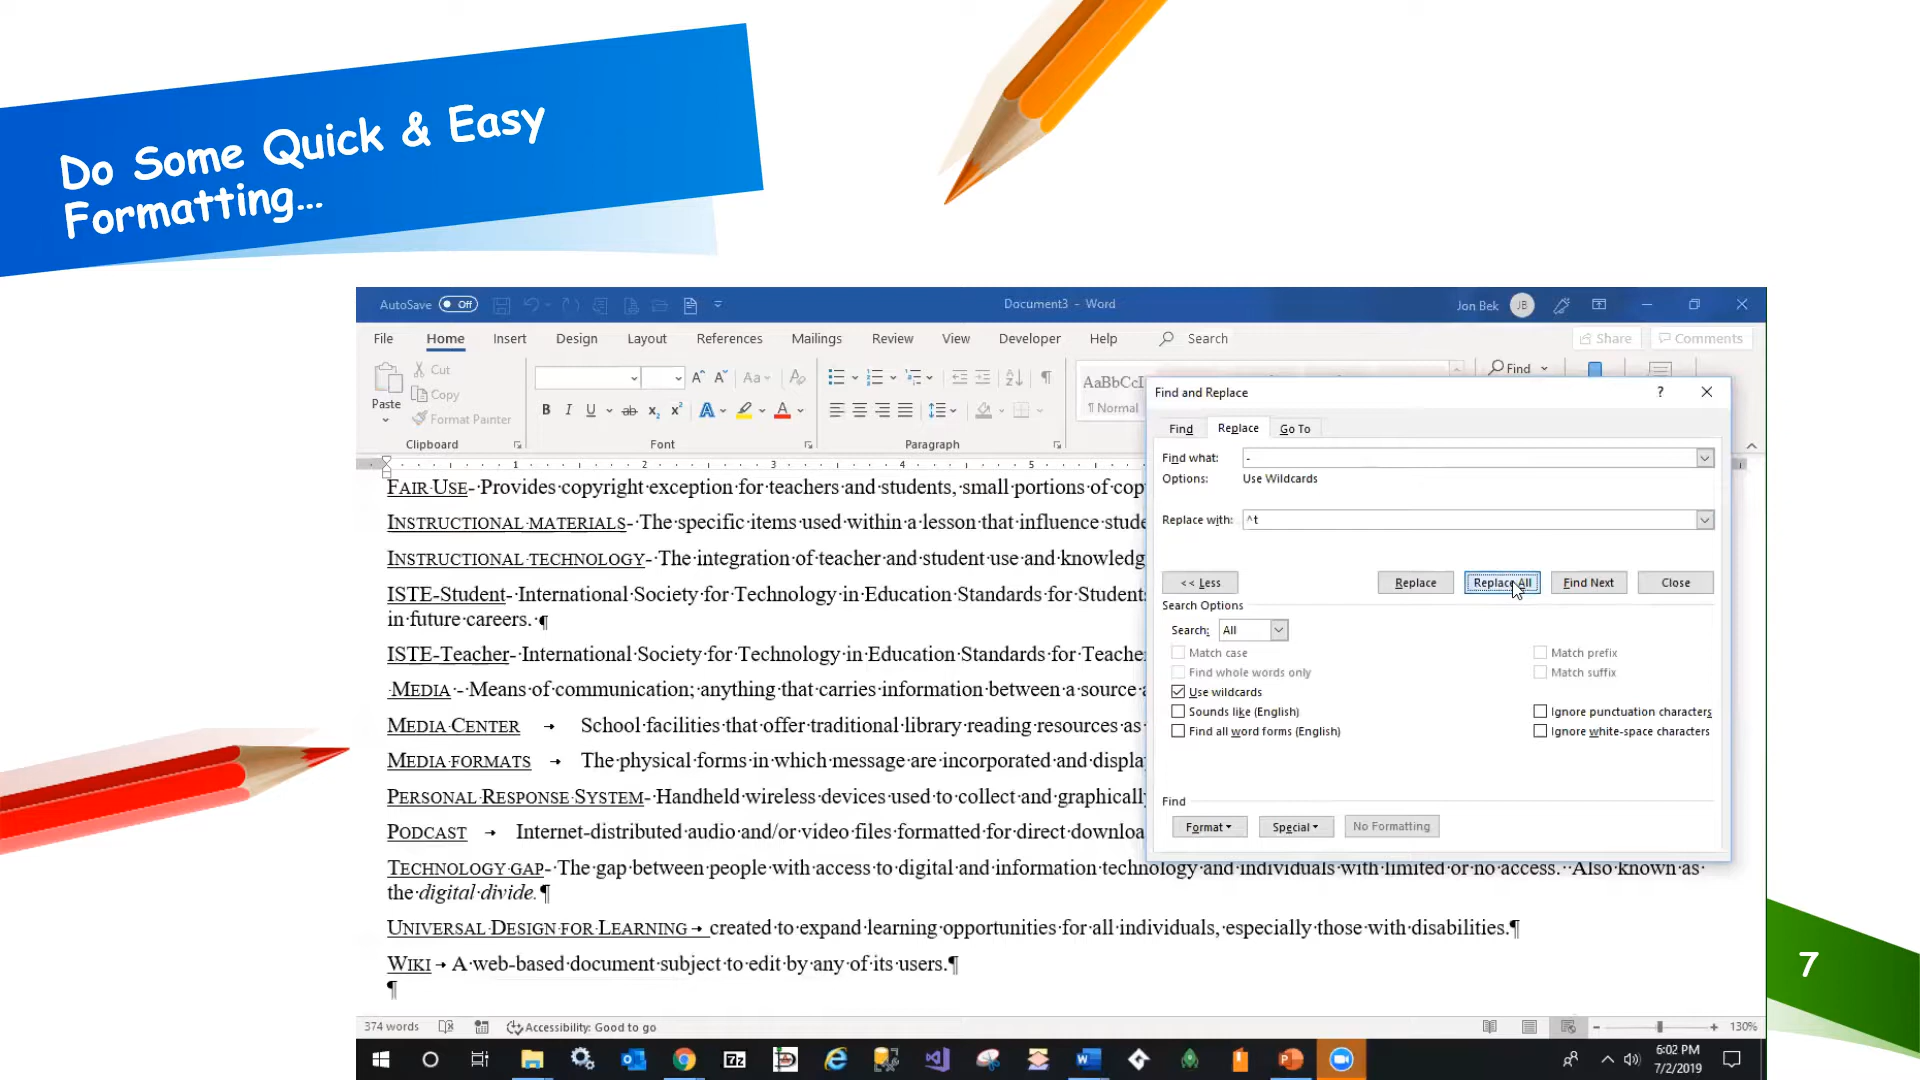 Do Some Quick & Easy
Formatting...
AutoSave Off
Document3 - Word
Jon Bek JB
File Home Insert Design Layout References Mailings Review View Developer Help Search Share Comments
Paste
Cut
Copy
Format Painter
Clipboard
Font
Paragraph
AaBbCcI
¶ Normal
Find
1 2 3 4 5
Find and Replace ?
Find Replace Go To
Find what: -
Options: Use Wildcards
Replace with: ^t
<< Less Replace Replace All Find Next Close
Search Options
Search: All
Match case
Find whole words only
Use wildcards
Sounds like (English)
Find all word forms (English)
Match prefix
Match suffix
Ignore punctuation characters
Ignore white-space characters
Find
Format Special No Formatting
FAIR·USE-·Provides·copyright·exception·for·teachers·and·students,·small·portions·of·cop
INSTRUCTIONAL·MATERIALS-·The·specific·items·used·within·a·lesson·that·influence·stude
INSTRUCTIONAL·TECHNOLOGY-·The·integration·of·teacher·and·student·use·and·knowledg
ISTE-Student-·International·Society·for·Technology·in·Education·Standards·for·Students
in·future·careers.·¶
ISTE-Teacher-·International·Society·for·Technology·in·Education·Standards·for·Teacher
·MEDIA·-·Means·of·communication;·anything·that·carries·information·between·a·source·a
MEDIA·CENTER → School·facilities·that·offer·traditional·library·reading·resources·as·
MEDIA·FORMATS → The·physical·forms·in·which·message·are·incorporated·and·display
PERSONAL·RESPONSE·SYSTEM-·Handheld·wireless·devices·used·to·collect·and·graphically
PODCAST → Internet-distributed·audio·and/or·video·files·formatted·for·direct·downloa
TECHNOLOGY·GAP-·The·gap·between·people·with·access·to·digital·and·information·technology·and·individuals·with·limited·or·no·access.··Also·known·as·
the·digital·divide.¶
UNIVERSAL·DESIGN·FOR·LEARNING → created·to·expand·learning·opportunities·for·all·individuals,·especially·those·with·disabilities.¶
WIKI → A·web-based·document·subject·to·edit·by·any·of·its·users.¶
¶
7
374 words Accessibility: Good to go 130%
6:02 PM
7/2/2019